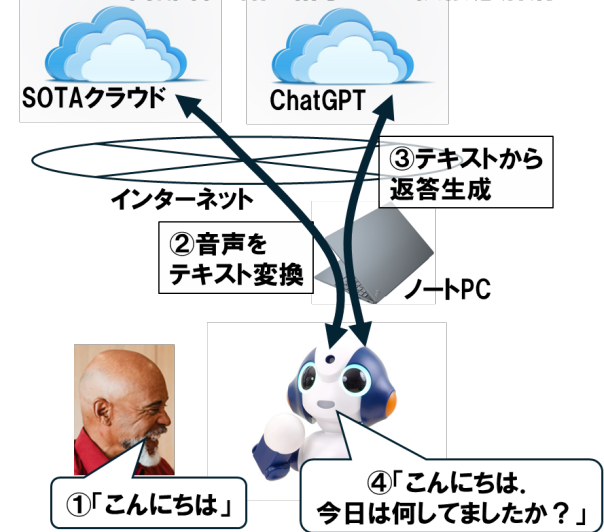 SOTAクラウド
ChatGPT
インターネット
③テキストから
返答生成
②音声を
テキスト変換
ノートPC
①「こんにちは」
④「こんにちは.
今日は何してましたか？」